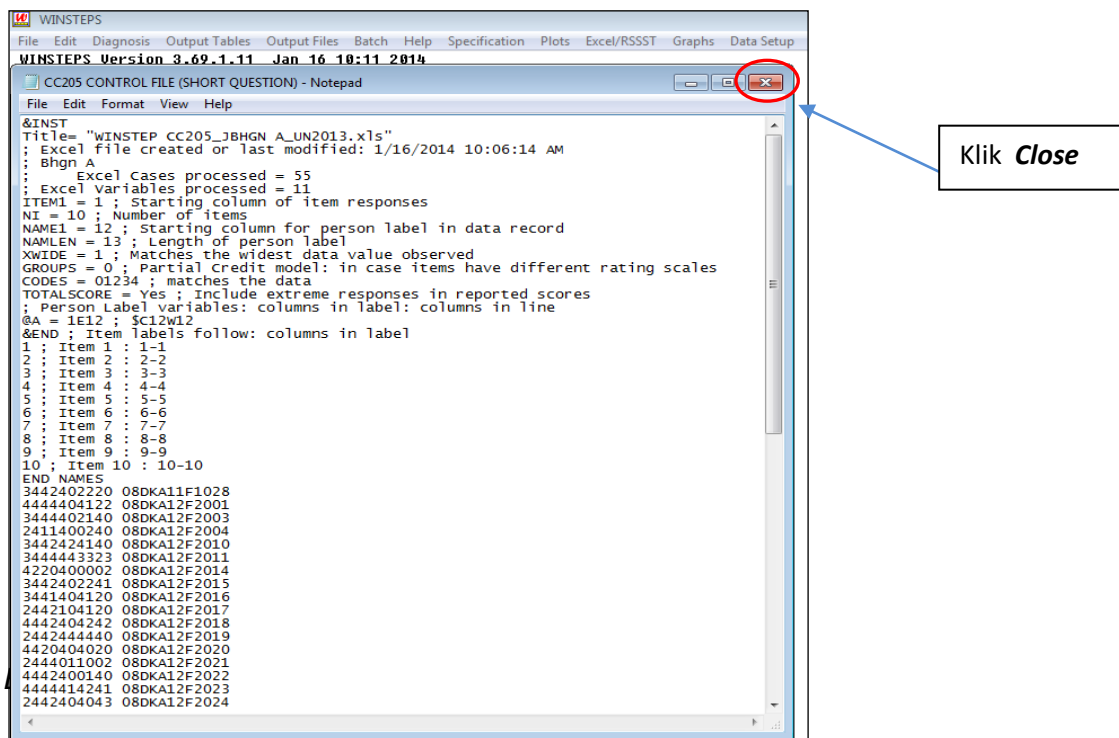 WINSTEPS
File Edit Diagnosis Output Tables Output Files Batch Help Specification Plots Excel/RSSST Graphs Data Setup
WINSTEPS Version 3.69.1.11 Jan 16 10:11 2014
CC205 CONTROL FILE (SHORT QUESTION) - Notepad
File Edit Format View Help
&INST
Title= "WINSTEP CC205_JBHGN A_UN2013.xls"
; Excel file created or last modified: 1/16/2014 10:06:14 AM
; Bhgn A
; Excel Cases processed = 55
; Excel Variables processed = 11
ITEM1 = 1 ; Starting column of item responses
NI = 10 ; Number of items
NAME1 = 12 ; Starting column for person label in data record
NAMLEN = 13 ; Length of person label
XWIDE = 1 ; Matches the widest data value observed
GROUPS = 0 ; Partial Credit model: in case items have different rating scales
CODES = 01234 ; matches the data
TOTALSCORE = Yes ; Include extreme responses in reported scores
; Person Label variables: columns in label: columns in line
@A = 1E12 ; $C12W12
&END ; Item labels follow: columns in label
1 ; Item 1 : 1-1
2 ; Item 2 : 2-2
3 ; Item 3 : 3-3
4 ; Item 4 : 4-4
5 ; Item 5 : 5-5
6 ; Item 6 : 6-6
7 ; Item 7 : 7-7
8 ; Item 8 : 8-8
9 ; Item 9 : 9-9
10 ; Item 10 : 10-10
END NAMES
3442402220 08DKA11F1028
4444404122 08DKA12F2001
3444402140 08DKA12F2003
2411400240 08DKA12F2004
3442424140 08DKA12F2010
3444443323 08DKA12F2011
4220400002 08DKA12F2014
3442402241 08DKA12F2015
3441404120 08DKA12F2016
2442104120 08DKA12F2017
4442404242 08DKA12F2018
2442444440 08DKA12F2019
4420404020 08DKA12F2020
2444011002 08DKA12F2021
4442400140 08DKA12F2022
4444414241 08DKA12F2023
2442404043 08DKA12F2024
Klik Close